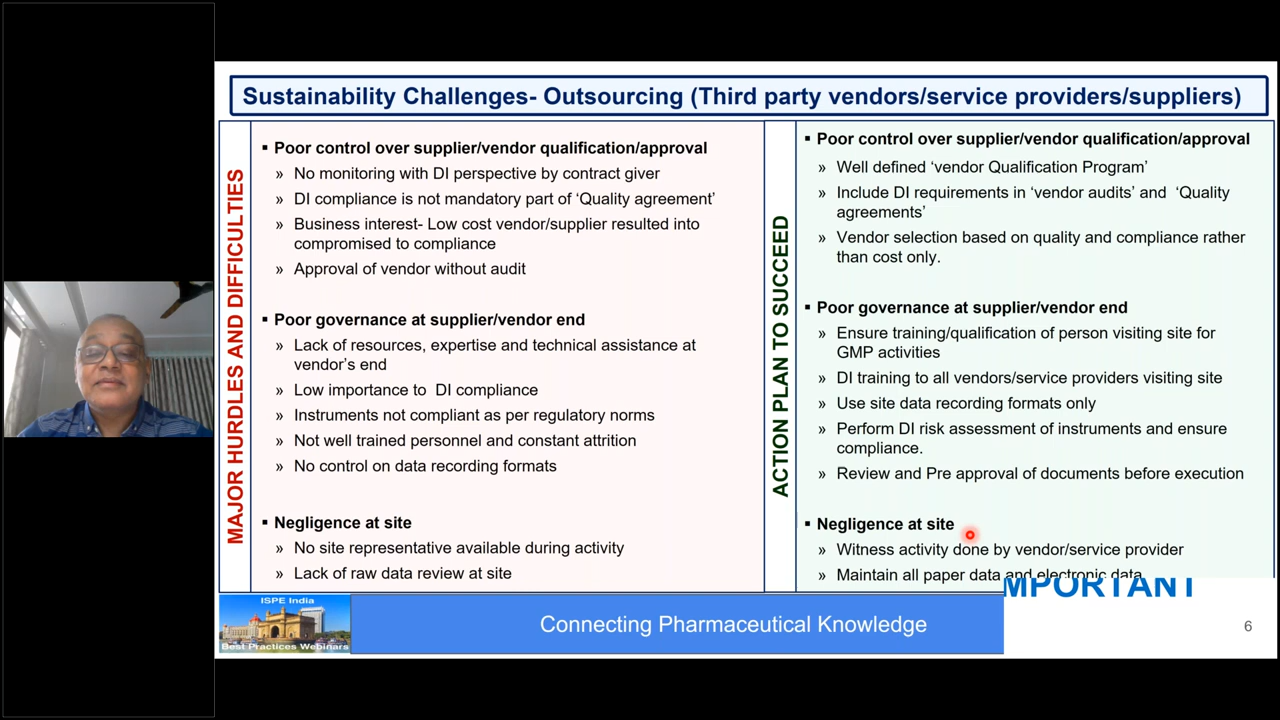 Sustainability Challenges- Outsourcing (Third party vendors/service providers/suppliers)
MAJOR HURDLES AND DIFFICULTIES
▪ Poor control over supplier/vendor qualification/approval
» No monitoring with DI perspective by contract giver
» DI compliance is not mandatory part of ‘Quality agreement’
» Business interest- Low cost vendor/supplier resulted into
compromised to compliance
» Approval of vendor without audit
▪ Poor governance at supplier/vendor end
» Lack of resources, expertise and technical assistance at
vendor’s end
» Low importance to DI compliance
» Instruments not compliant as per regulatory norms
» Not well trained personnel and constant attrition
» No control on data recording formats
▪ Negligence at site
» No site representative available during activity
» Lack of raw data review at site
ACTION PLAN TO SUCCEED
▪ Poor control over supplier/vendor qualification/approval
» Well defined ‘vendor Qualification Program’
» Include DI requirements in ‘vendor audits’ and ‘Quality
agreements’
» Vendor selection based on quality and compliance rather
than cost only.
▪ Poor governance at supplier/vendor end
» Ensure training/qualification of person visiting site for
GMP activities
» DI training to all vendors/service providers visiting site
» Use site data recording formats only
» Perform DI risk assessment of instruments and ensure
compliance.
» Review and Pre approval of documents before execution
▪ Negligence at site
» Witness activity done by vendor/service provider
» Maintain all paper data and electronic data
MPORTANT
ISPE India
Best Practices Webinars
Connecting Pharmaceutical Knowledge
6